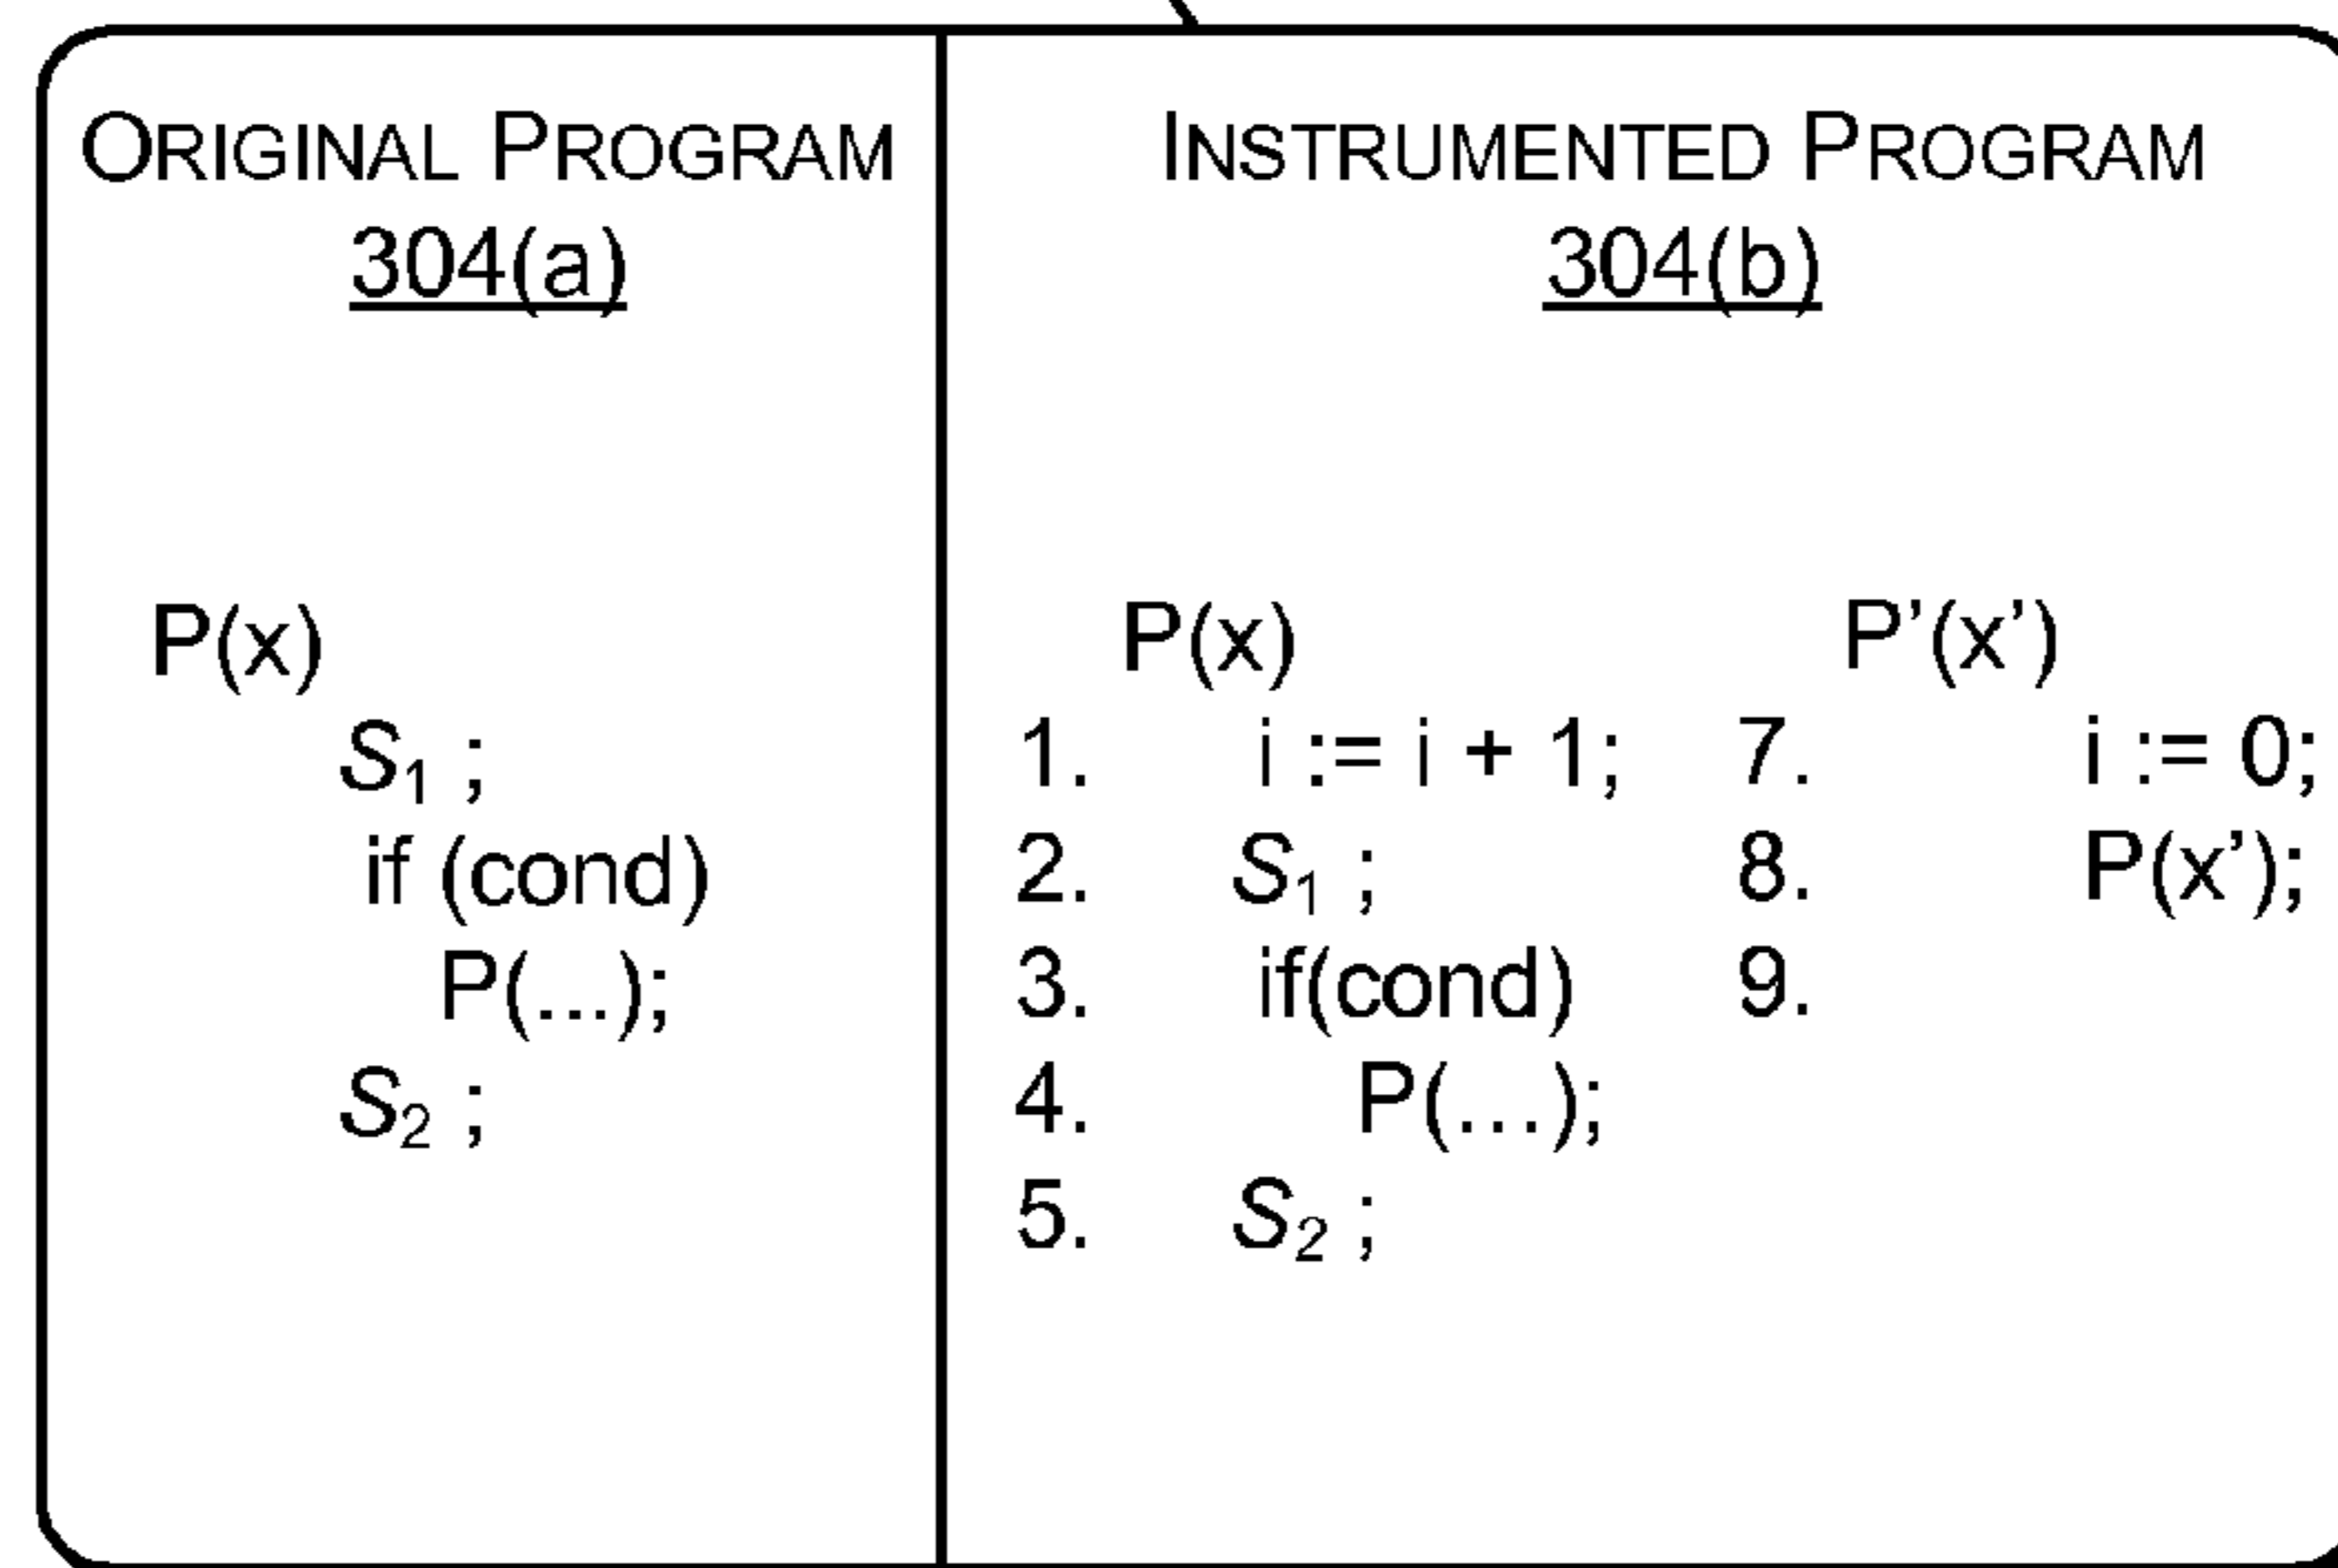 ORIGINAL PROGRAM
304(a)
P(x)
S₁ ;
if (cond)
P(...);
S₂ ;
INSTRUMENTED PROGRAM
304(b)
P(x)
1. i := i + 1;
2. S₁ ;
3. if(cond)
4. P(...);
5. S₂ ;
P’(x’)
7. i := 0;
8. P(x’);
9.